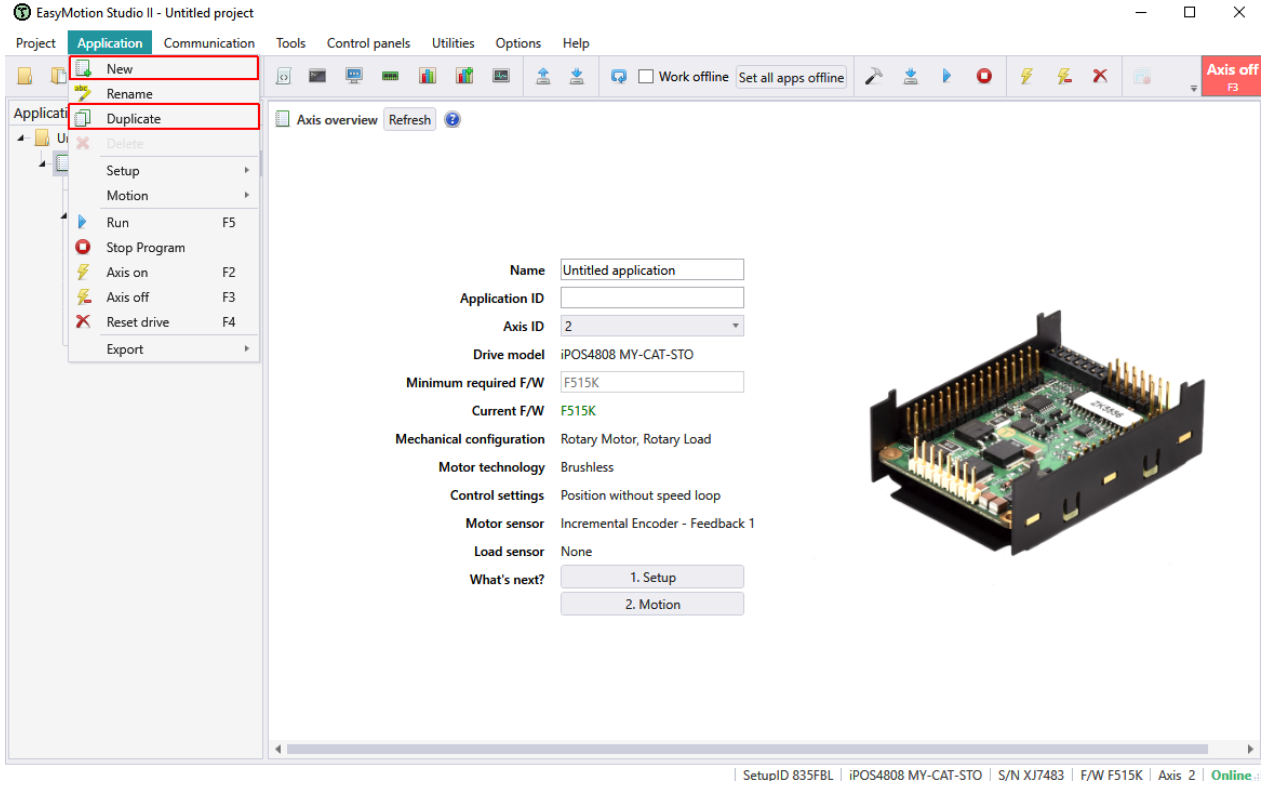 EasyMotion Studio II - Untitled project
Project Application Communication Tools Control panels Utilities Options Help
New
Rename
Duplicate
Delete
Setup
Motion
Run F5
Stop Program
Axis on F2
Axis off F3
Reset drive F4
Export
Work offline Set all apps offline
Axis off
F3
Applicati
Axis overview Refresh
Name Untitled application
Application ID
Axis ID 2
Drive model iPOS4808 MY-CAT-STO
Minimum required F/W F515K
Current F/W F515K
Mechanical configuration Rotary Motor, Rotary Load
Motor technology Brushless
Control settings Position without speed loop
Motor sensor Incremental Encoder - Feedback 1
Load sensor None
What's next? 1. Setup
2. Motion
SetupID 835FBL iPOS4808 MY-CAT-STO S/N XJ7483 F/W F515K Axis 2 Online